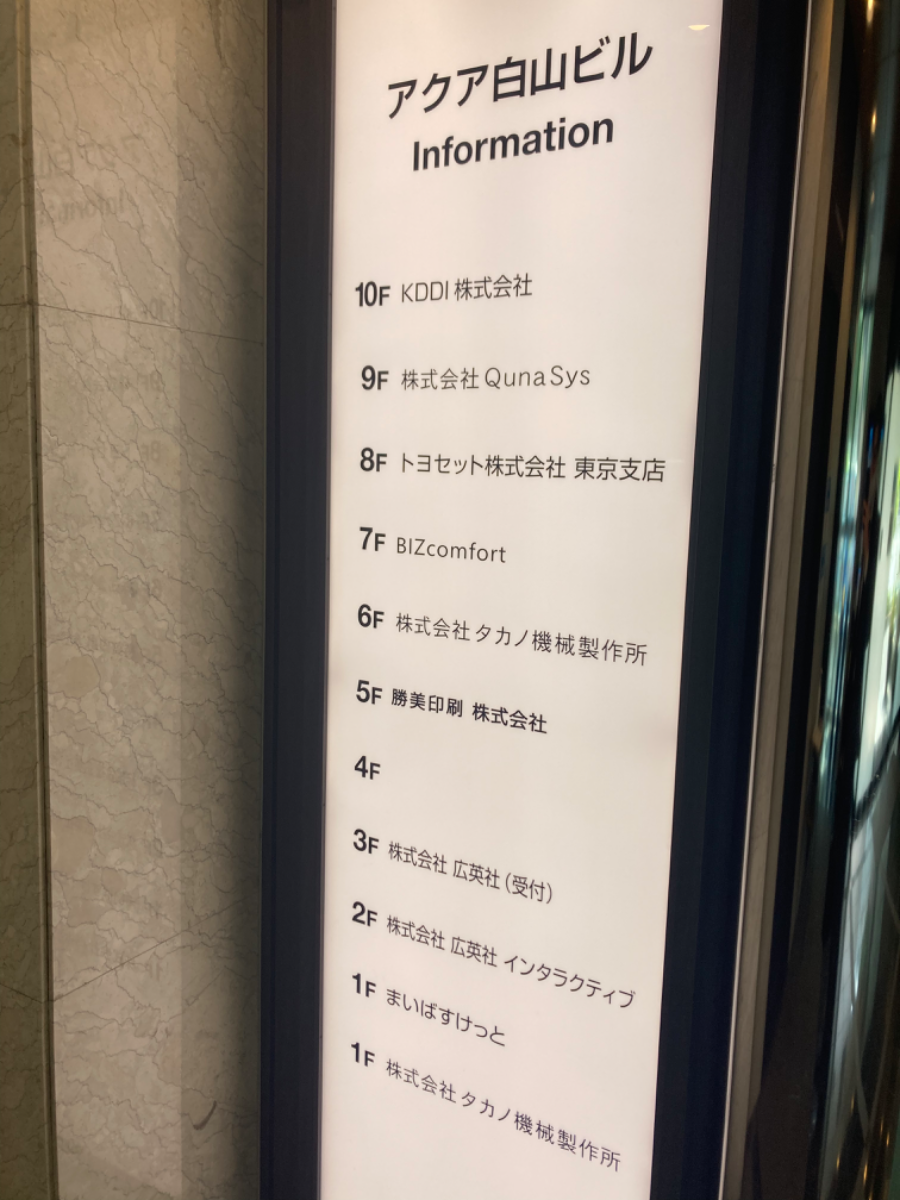 アクア白山ビル
Information
10F KDDI 株式会社
9F 株式会社 QunaSys
8F トヨセット株式会社 東京支店
7F BIZcomfort
6F 株式会社 タカノ機械製作所
5F 勝美印刷 株式会社
4F
3F 株式会社 広英社 (受付)
2F 株式会社 広英社 インタラクティブ
1F まいばすけっと
1F 株式会社 タカノ機械製作所